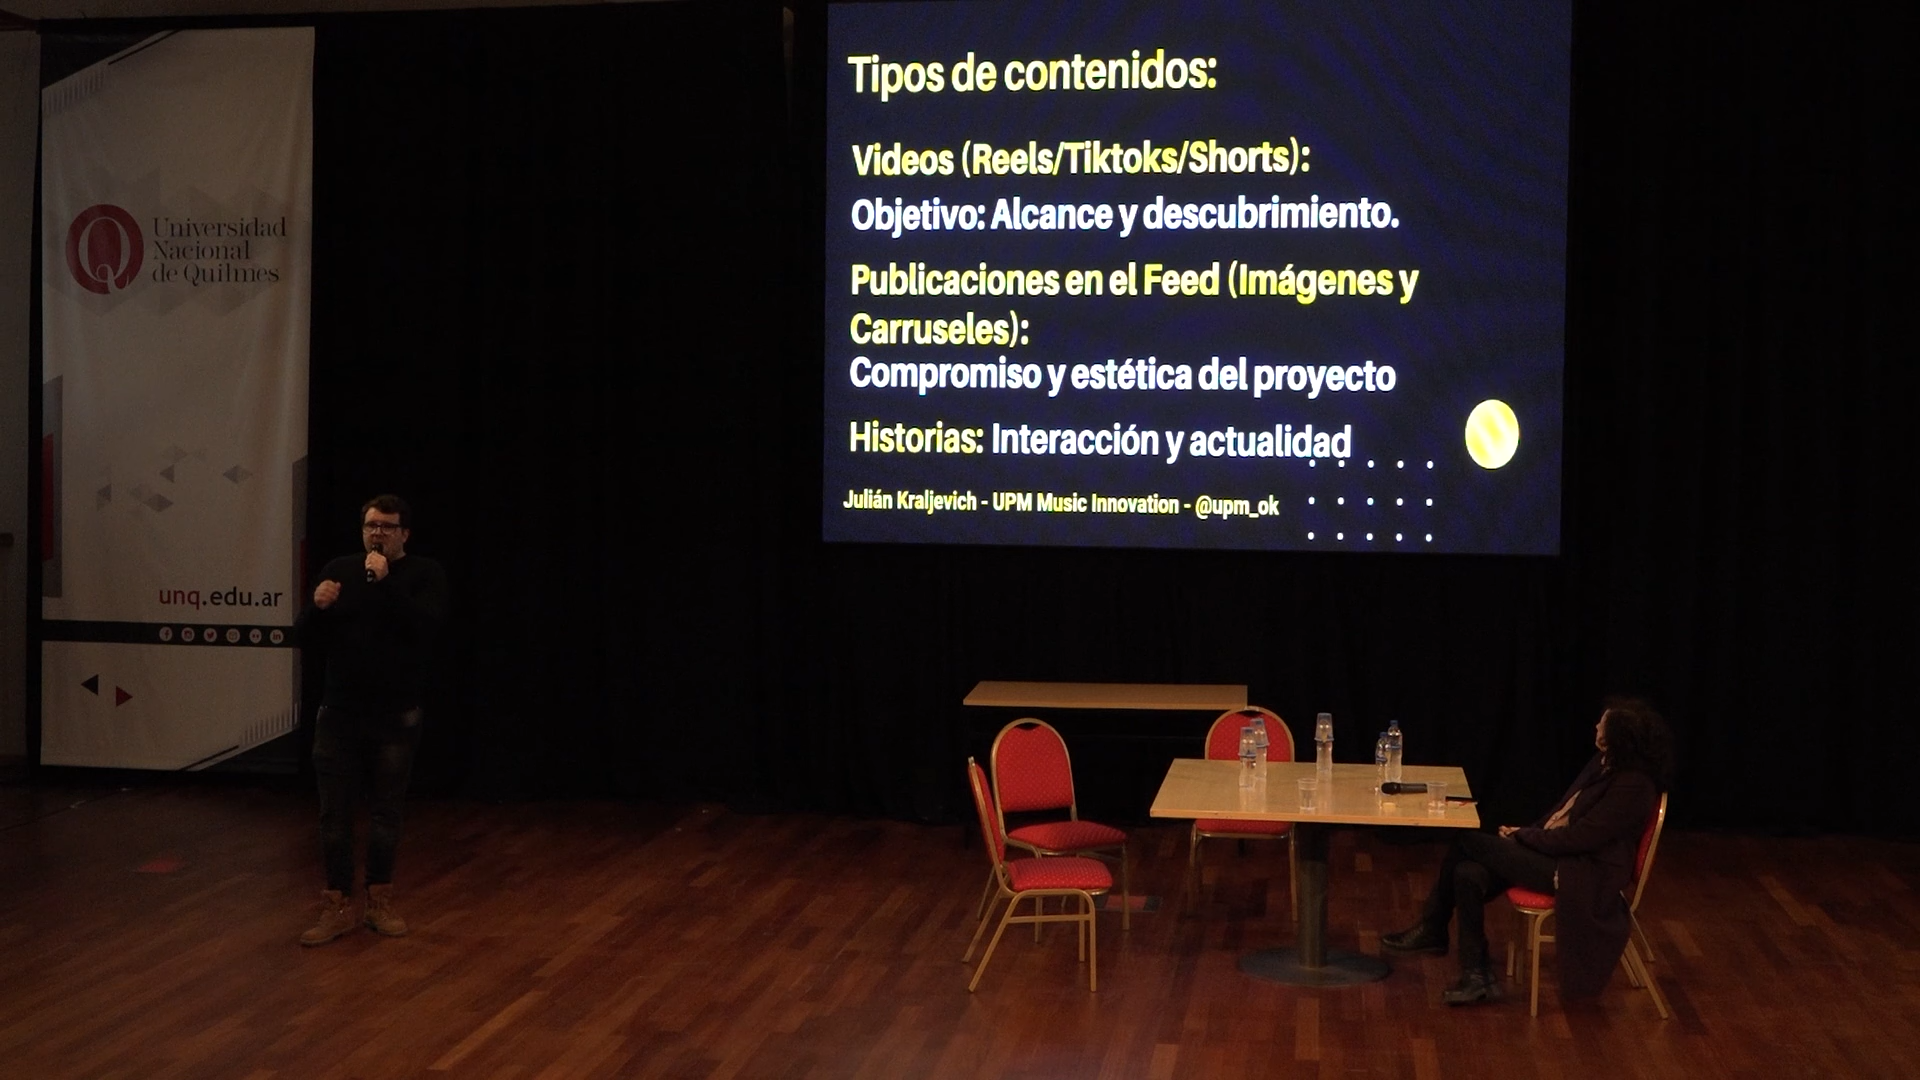 Universidad
Nacional
de Quilmes
unq.edu.ar
Tipos de contenidos:
Videos (Reels/Tiktoks/Shorts):
Objetivo: Alcance y descubrimiento.
Publicaciones en el Feed (Imágenes y
Carruseles):
Compromiso y estética del proyecto
Historias: Interacción y actualidad
Julián Kraljevich - UPM Music Innovation - @upm_ok